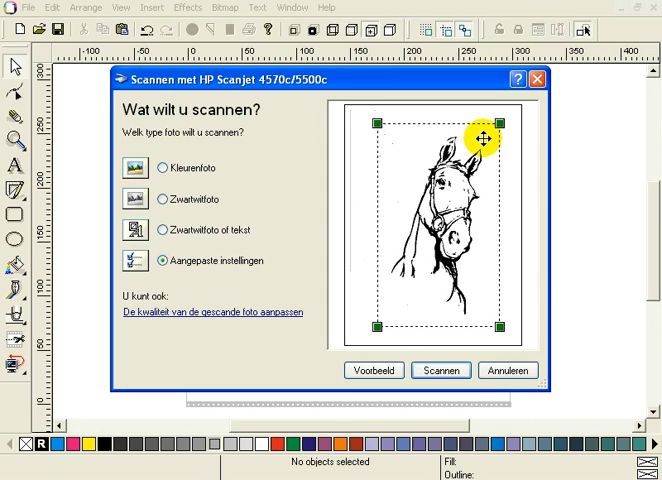 File Edit Arrange View Insert Effects Bitmap Text Window Help
-100 -50 0 50 100 150 200 250 300 350 400
300
250
200
150
100
50
0
Scannen met HP Scanjet 4570c/5500c
Wat wilt u scannen?
Welk type foto wilt u scannen?
Kleurenfoto
Zwartwitfoto
Zwartwitfoto of tekst
Aangepaste instellingen
U kunt ook:
De kwaliteit van de gescande foto aanpassen
Voorbeeld Scannen Annuleren
R
No objects selected
Fill:
Outline: